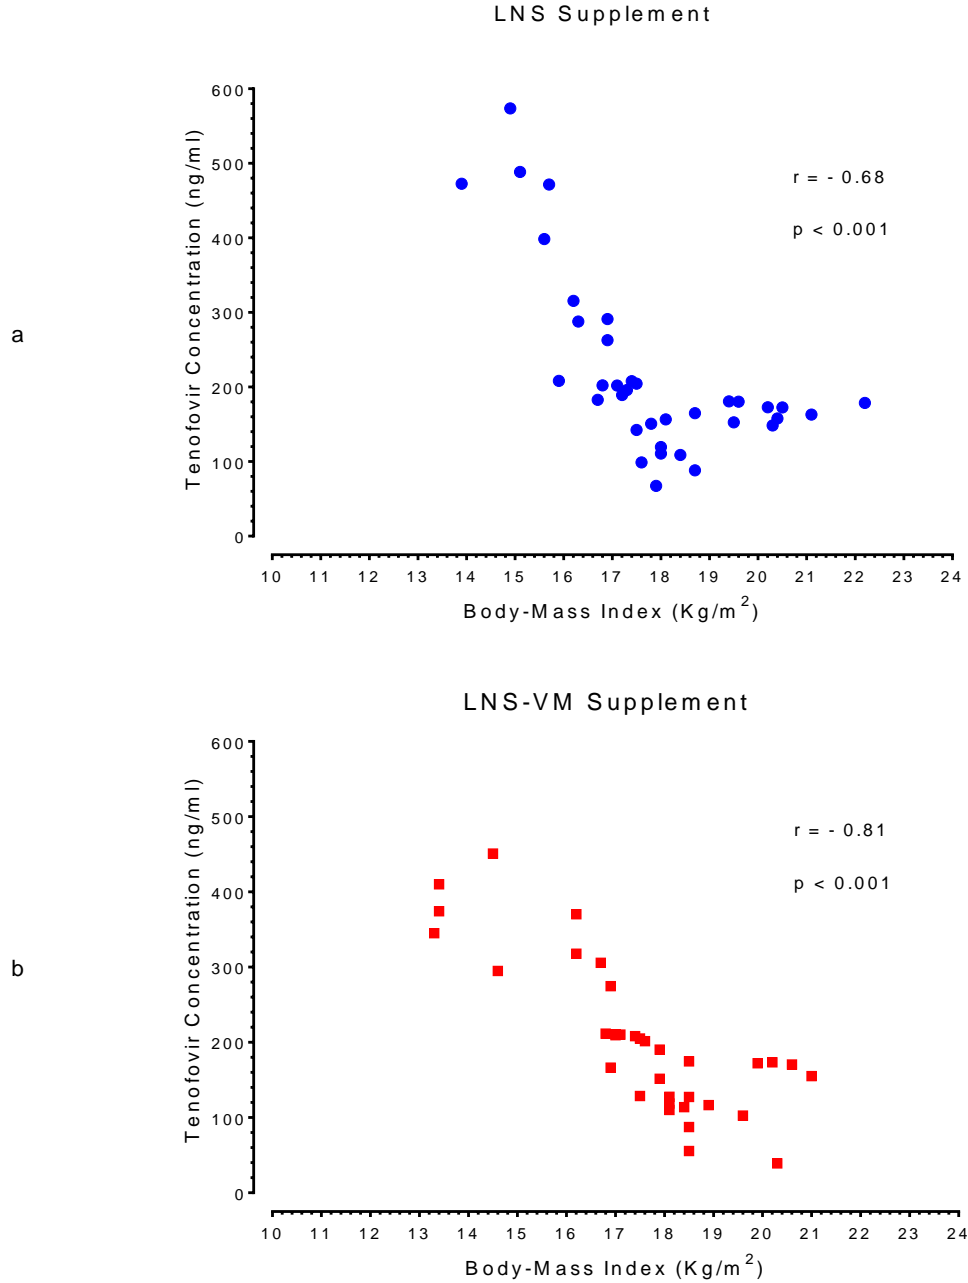 LNS Supplement
a
Tenofovir Concentration (ng/ml)
600
500
400
300
200
100
0
r = - 0.68
p < 0.001
10 11 12 13 14 15 16 17 18 19 20 21 22 23 24
Body-Mass Index (Kg/m²)
LNS-VM Supplement
b
Tenofovir Concentration (ng/ml)
600
500
400
300
200
100
0
r = - 0.81
p < 0.001
10 11 12 13 14 15 16 17 18 19 20 21 22 23 24
Body-Mass Index (Kg/m²)